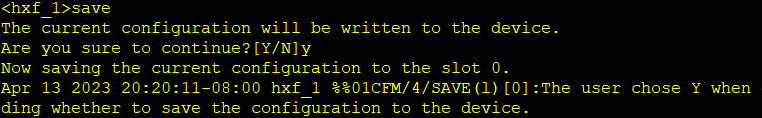 <hxf_1>save
The current configuration will be written to the device.
Are you sure to continue?[Y/N]y
Now saving the current configuration to the slot 0.
Apr 13 2023 20:20:11-08:00 hxf_1 %%01CFM/4/SAVE(l)[0]:The user chose Y when
ding whether to save the configuration to the device.